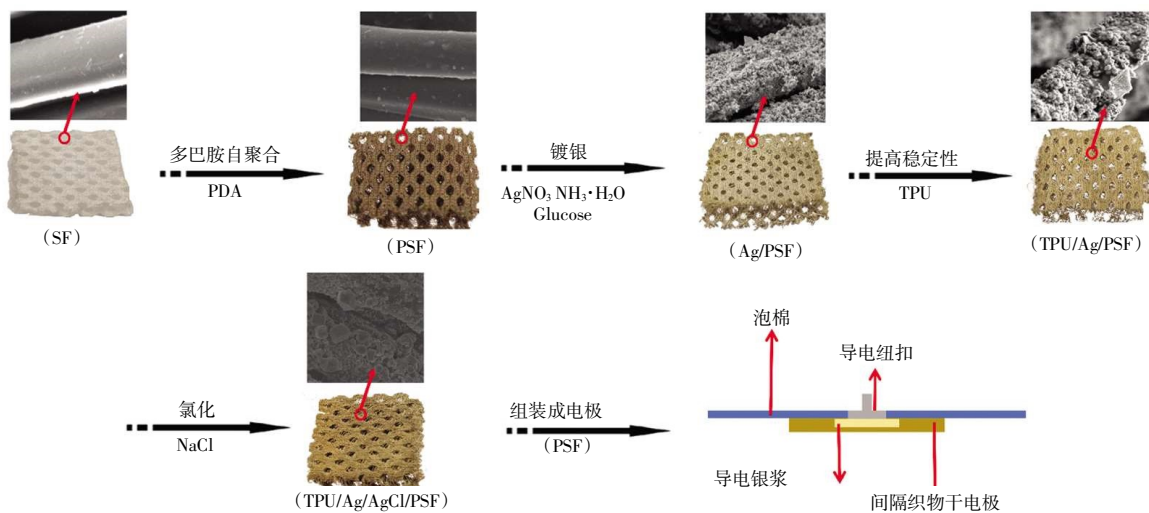 多巴胺自聚合
PDA
镀银
AgNO₃ NH₃·H₂O
Glucose
提高稳定性
TPU
(SF)
(PSF)
(Ag/PSF)
(TPU/Ag/PSF)
氯化
NaCl
(TPU/Ag/AgCl/PSF)
组装成电极
(PSF)
泡棉
导电纽扣
导电银浆
间隔织物干电极